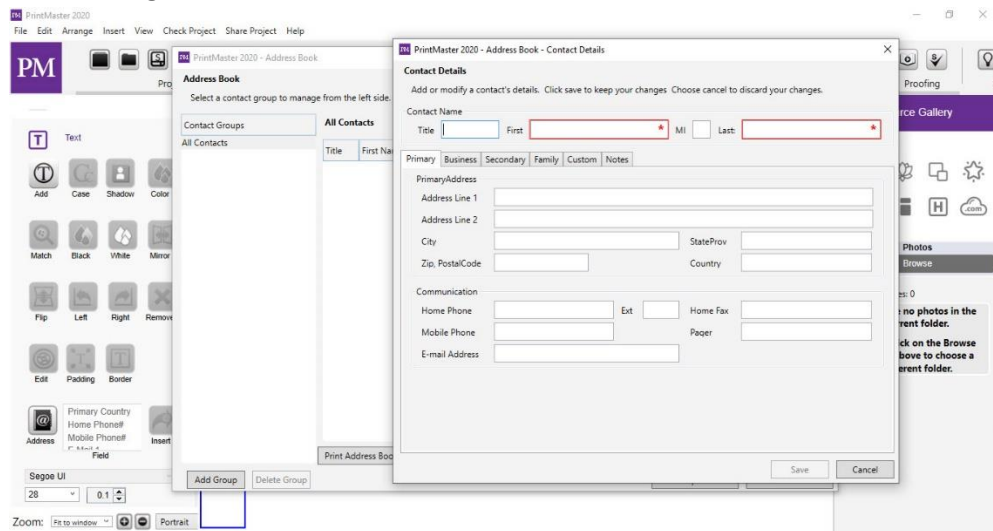 PM PrintMaster 2020
File Edit Arrange Insert View Check Project Share Project Help
PM
Proofing
T Text
Add Case Shadow Color
Match Black White Mirror
Flip Left Right Remove
Edit Padding Border
Address
Primary Country
Home Phone#
Mobile Phone#
Field
Insert
Segoe UI
28 0.1
Zoom: Fit to window Portrait
PM PrintMaster 2020 - Address Book
Address Book
Select a contact group to manage from the left side.
Contact Groups
All Contacts
All Contacts
Title
Add Group Delete Group
PM PrintMaster 2020 - Address Book - Contact Details
Contact Details
Add or modify a contact's details. Click save to keep your changes Choose cancel to discard your changes.
Contact Name
Title First * MI Last: *
Primary Business Secondary Family Custom Notes
PrimaryAddress
Address Line 1
Address Line 2
City StateProv
Zip, PostalCode Country
Communication
Home Phone Ext Home Fax
Mobile Phone Pager
E-mail Address
Save Cancel
Gallery
H .com
Photos
Browse
no photos in the
folder.
on the Browse
to choose a
folder.